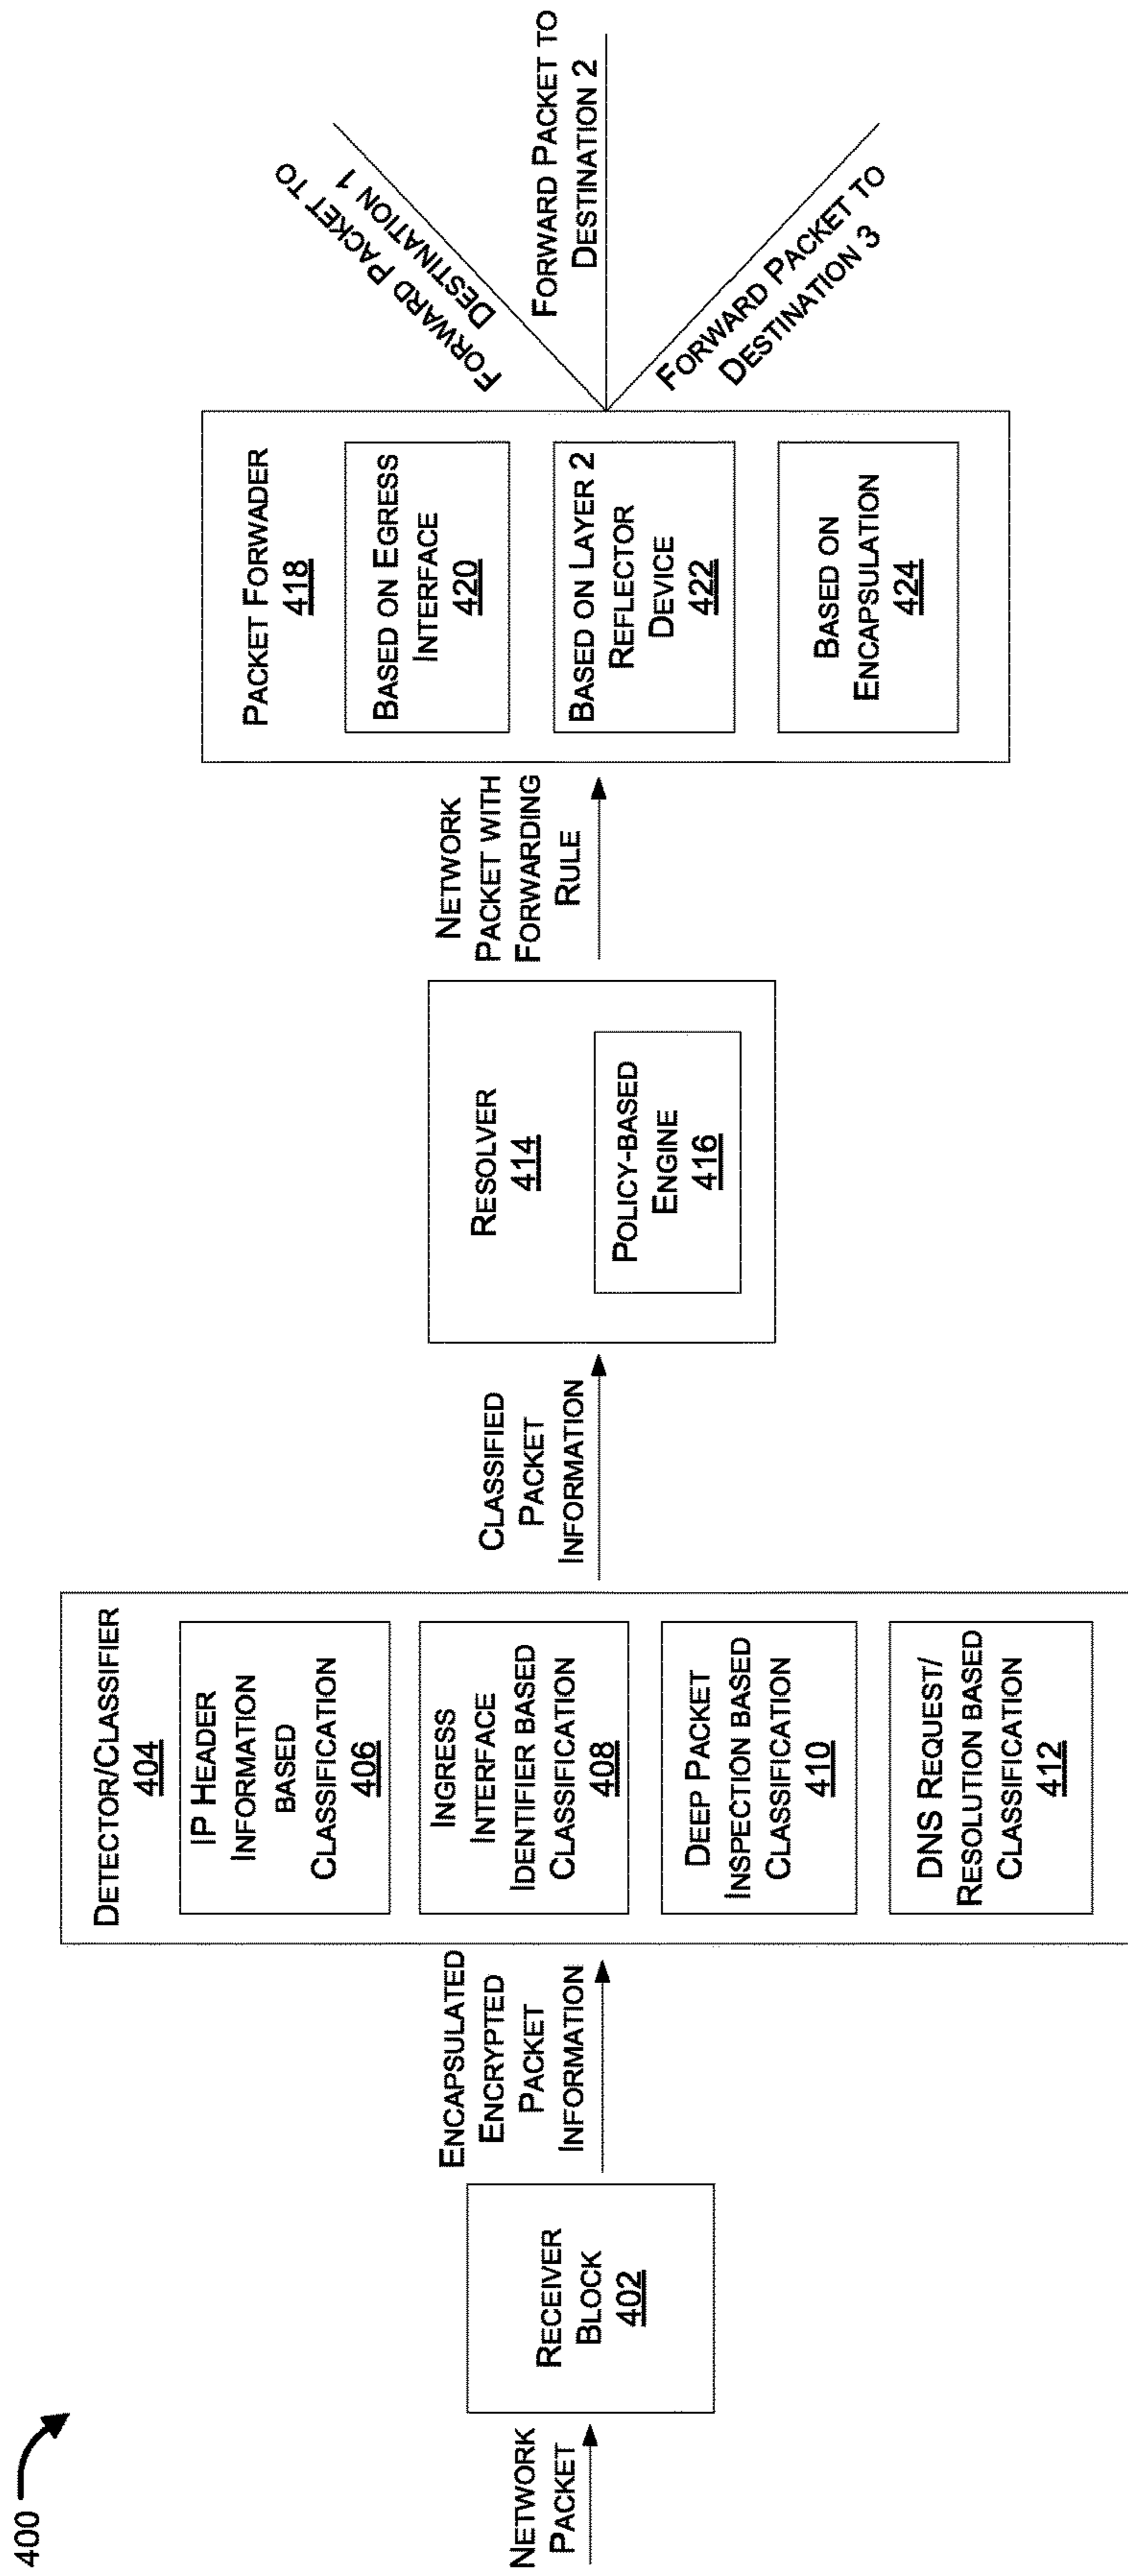 400
NETWORK
PACKET
RECEIVER
BLOCK
402
ENCAPSULATED
ENCRYPTED
PACKET
INFORMATION
DETECTOR/CLASSIFIER
404
IP HEADER
INFORMATION
BASED
CLASSIFICATION
406
INGRESS
INTERFACE
IDENTIFIER BASED
CLASSIFICATION
408
DEEP PACKET
INSPECTION BASED
CLASSIFICATION
410
DNS REQUEST/
RESOLUTION BASED
CLASSIFICATION
412
CLASSIFIED
PACKET
INFORMATION
RESOLVER
414
POLICY-BASED
ENGINE
416
NETWORK
PACKET WITH
FORWARDING
RULE
PACKET FORWADER
418
BASED ON EGRESS
INTERFACE
420
BASED ON LAYER 2
REFLECTOR
DEVICE
422
BASED ON
ENCAPSULATION
424
FORWARD PACKET TO
DESTINATION 1
FORWARD PACKET TO
DESTINATION 2
FORWARD PACKET TO
DESTINATION 3